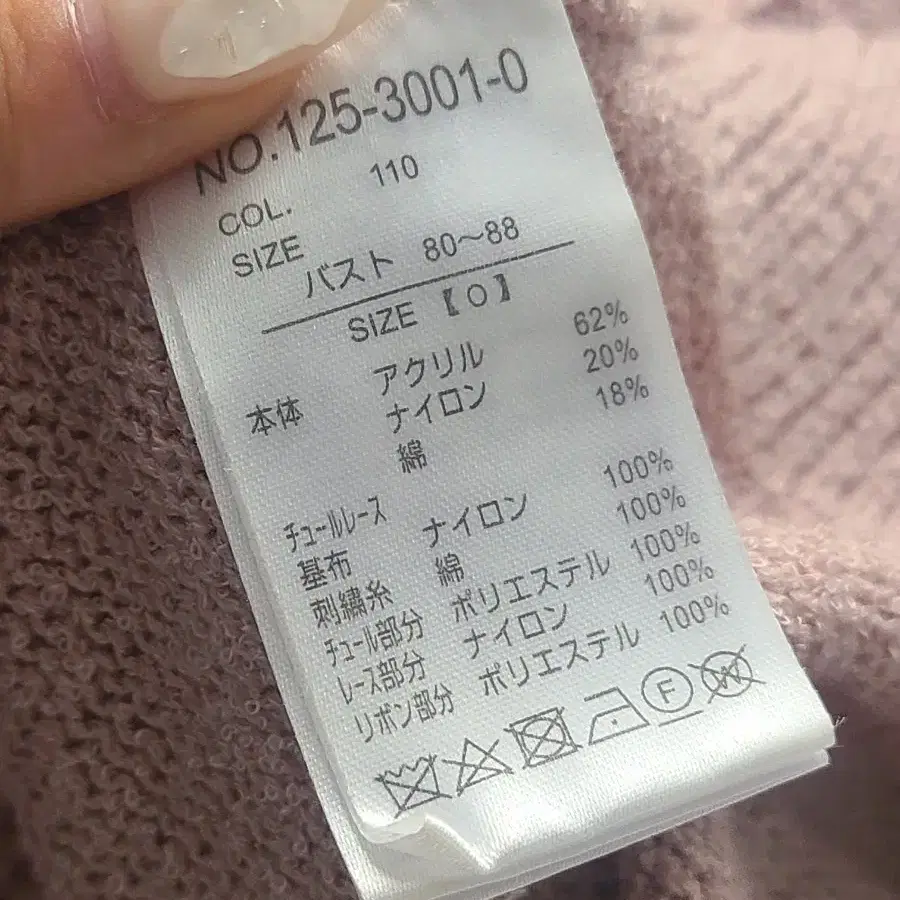 NO.125-3001-0
COL. 110
SIZE
バスト 80～88
SIZE 【O】
本体 アクリル 62%
ナイロン 20%
綿 18%
チュールレース
基布 ナイロン 100%
刺繍糸 綿 100%
チュール部分 ポリエステル 100%
レース部分 ナイロン 100%
リボン部分 ポリエステル 100%
F
W